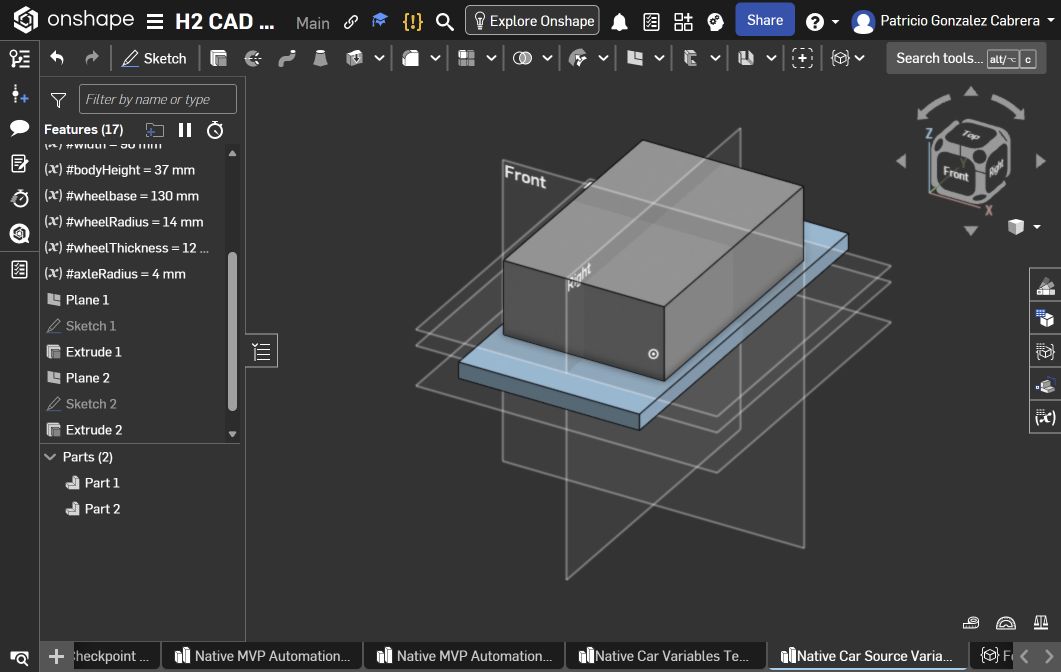 onshape
H2 CAD ...
Main
Explore Onshape
Share
Patricio Gonzalez Cabrera
Sketch
Search tools... alt/⌥ c
Filter by name or type
Features (17)
(x) #width = 90 mm
(x) #bodyHeight = 37 mm
(x) #wheelbase = 130 mm
(x) #wheelRadius = 14 mm
(x) #wheelThickness = 12 ...
(x) #axleRadius = 4 mm
Plane 1
Sketch 1
Extrude 1
Plane 2
Sketch 2
Extrude 2
Parts (2)
Part 1
Part 2
Front
Right
Z
Top
Y
Front
Right
X
(x)
heckpoint ...
Native MVP Automation...
Native MVP Automation...
Native Car Variables Te...
Native Car Source Varia...